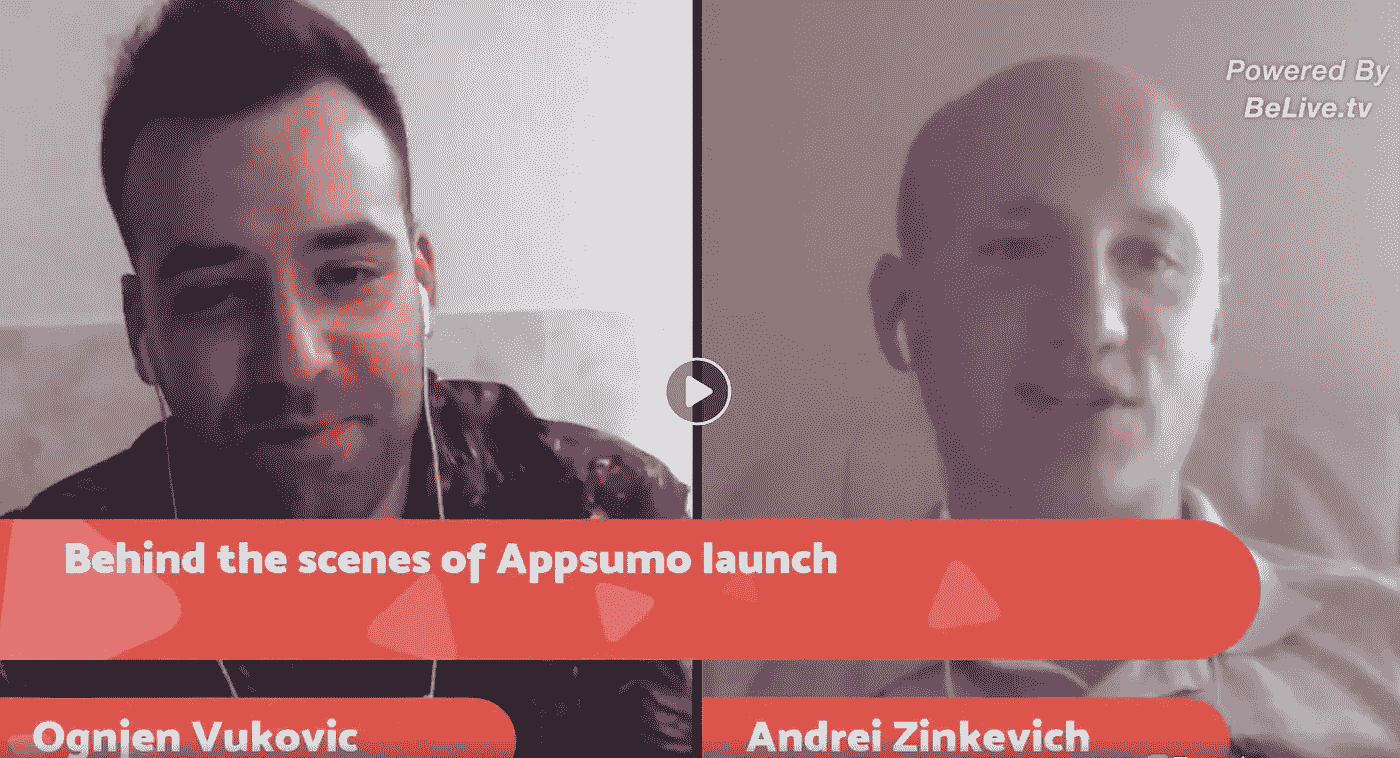 Powered By
BeLive.tv
Behind the scenes of Appsumo launch
Ognjen Vukovic
Andrei Zinkevich